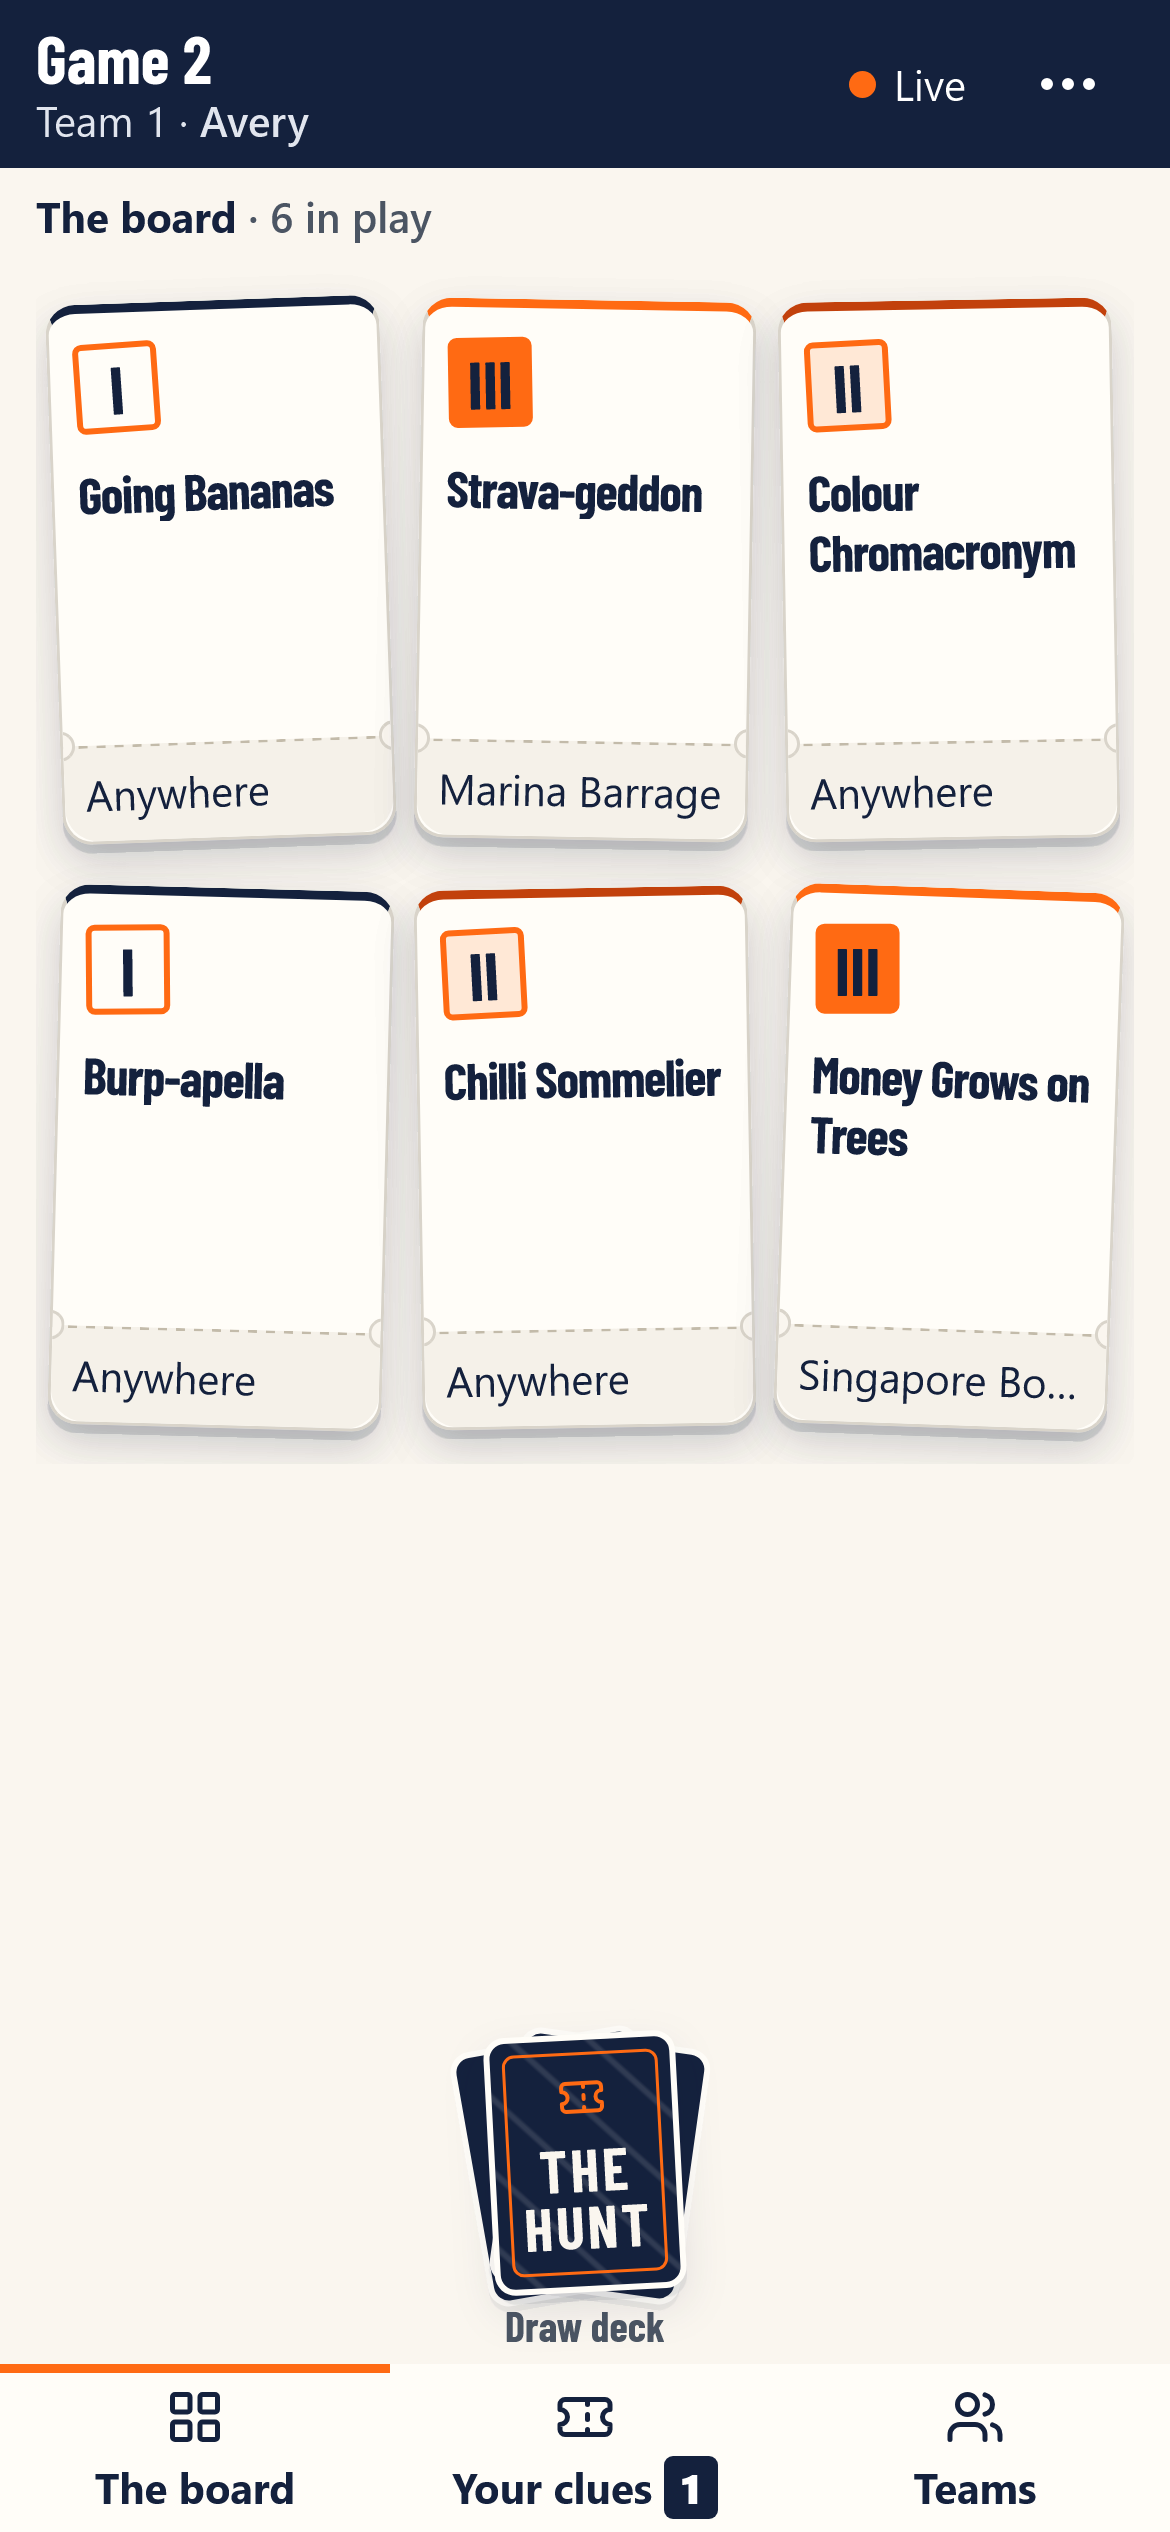 Game 2
Team 1 · Avery
Live
The board · 6 in play
I
Going Bananas
Anywhere
III
Strava-geddon
Marina Barrage
II
Colour
Chromacronym
Anywhere
I
Burp-apella
Anywhere
II
Chilli Sommelier
Anywhere
III
Money Grows on
Trees
Singapore Bo...
THE
HUNT
Draw deck
The board
Your clues 1
Teams